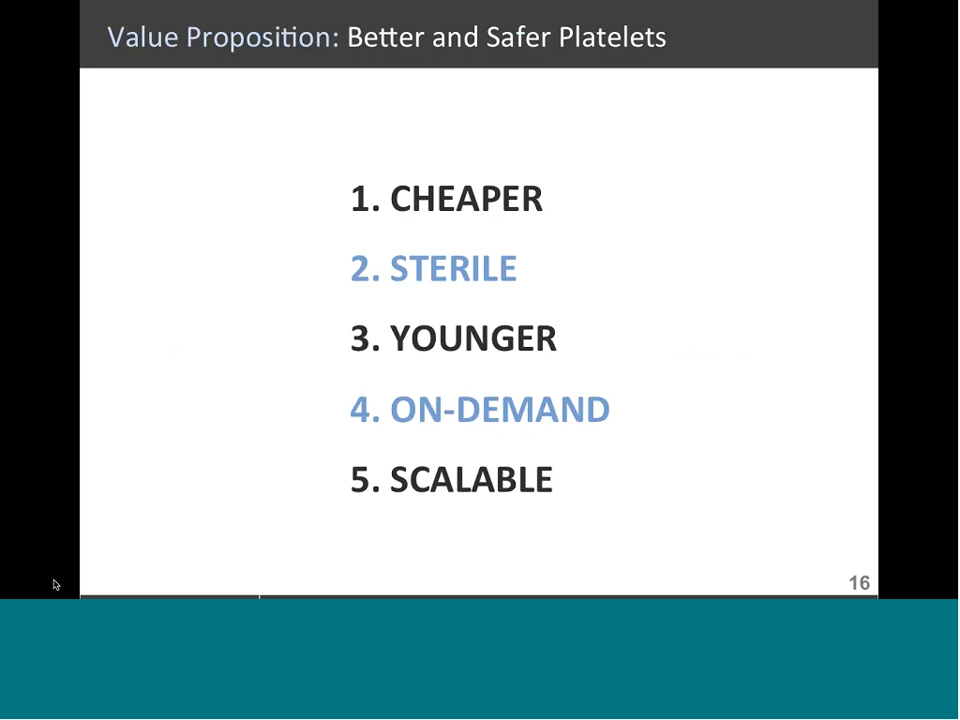 Value Proposition: Better and Safer Platelets
1. CHEAPER
2. STERILE
3. YOUNGER
4. ON-DEMAND
5. SCALABLE
16